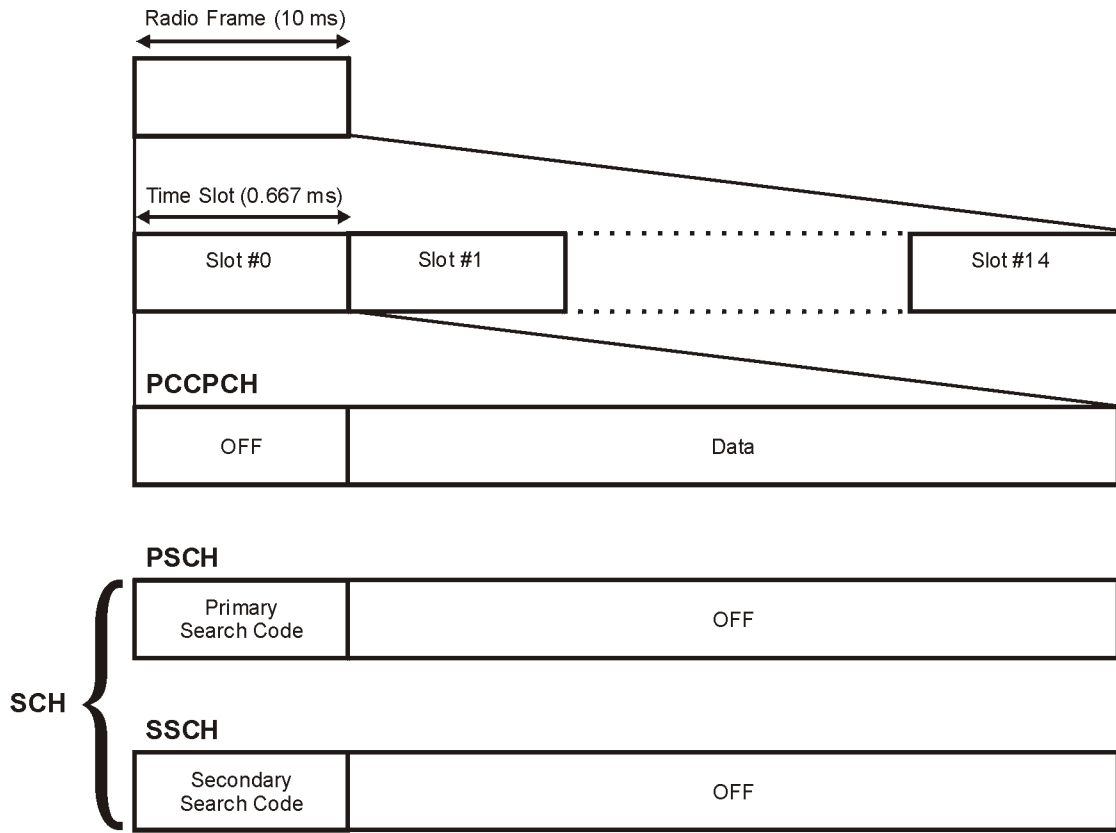 Radio Frame (10 ms)
Time Slot (0.667 ms)
Slot #0
Slot #1
Slot #14
PCCPCH
OFF
Data
PSCH
Primary
Search Code
OFF
SCH
SSCH
Secondary
Search Code
OFF